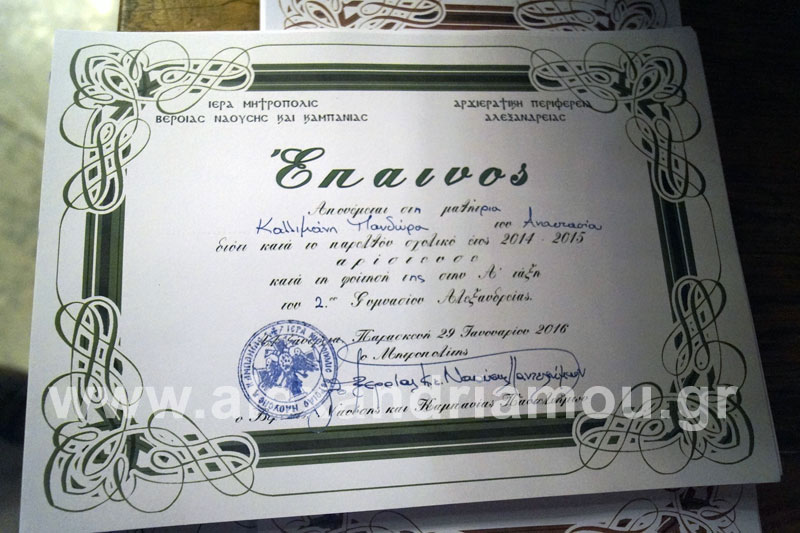 ΙΕΡΑ ΜΗΤΡΟΠΟΛΙΣ
ΒΕΡΟΙΑΣ ΝΑΟΥΣΗΣ ΚΑΙ ΚΑΜΠΑΝΙΑΣ
ΑΡΧΙΕΡΑΤΙΚΗ ΠΕΡΙΦΕΡΕΙΑ
ΑΛΕΞΑΝΔΡΕΙΑΣ
Έπαινος
Απονέμεται στη μαθήτρια
Καλλιμάνη Πανδώρα του Αναστασίου
διότι κατά το παρελθόν σχολικό έτος 2014 - 2015
αρίστευσε
κατά τη φοίτησή της στην Α' τάξη
του 2.ου Γυμνασίου Αλεξανδρείας.
Αλεξάνδρεια, Παρασκευή 29 Ιανουαρίου 2016
ο Μητροπολίτης
Ναούσης και Καμπανίας Παντελεήμων
www.alexandriamou.gr